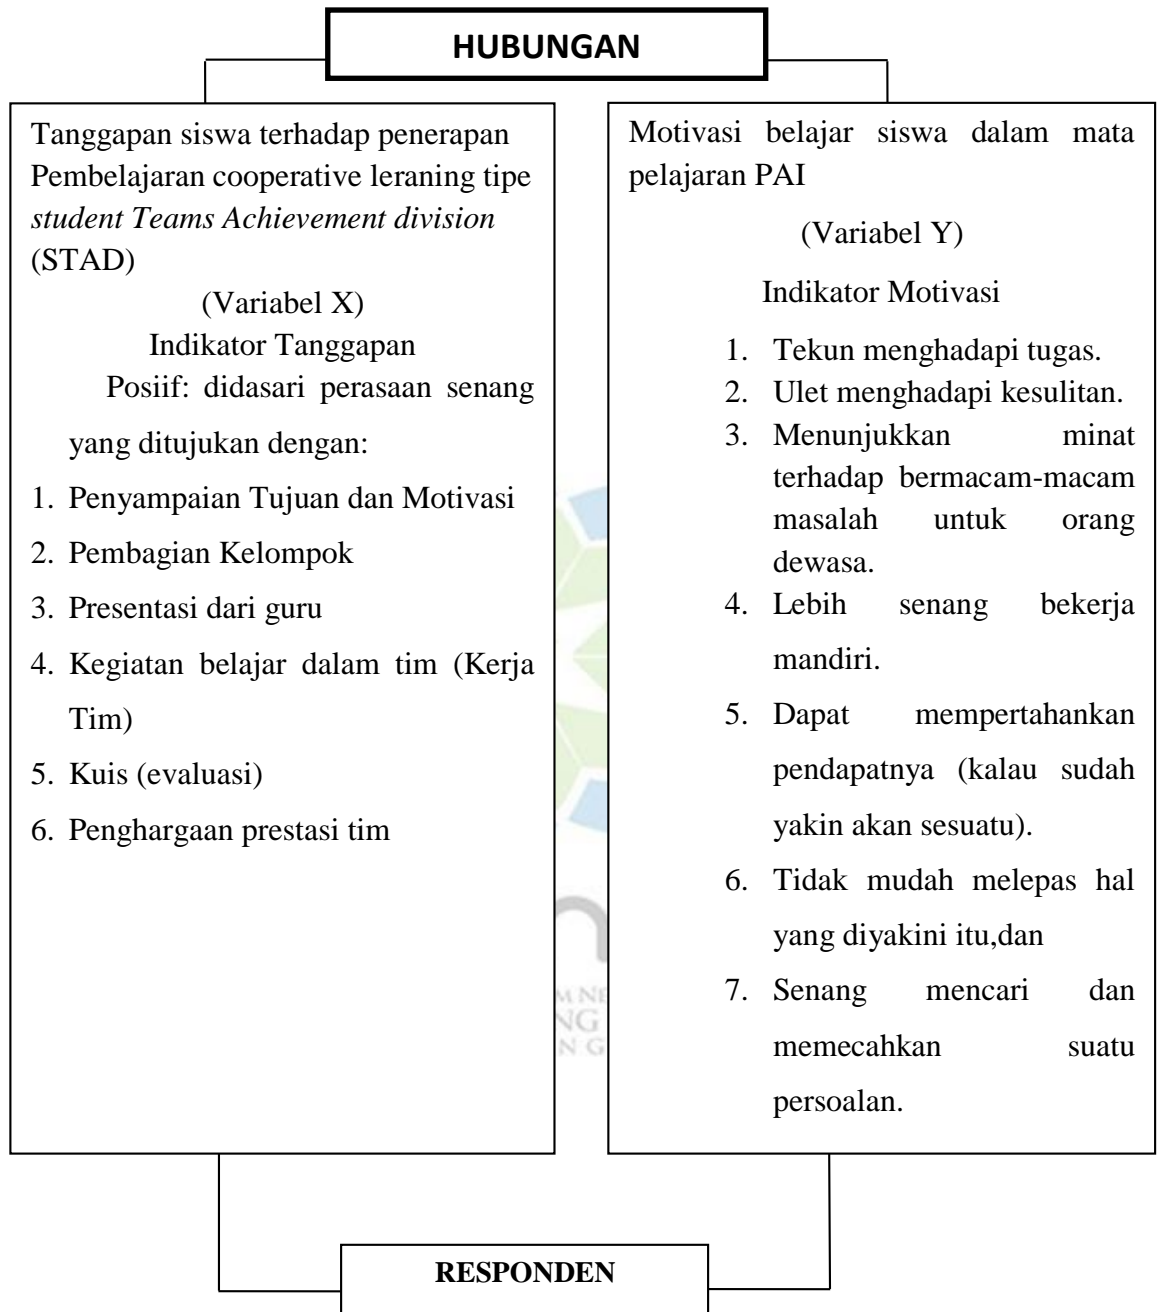 HUBUNGAN
Tanggapan siswa terhadap penerapan
Pembelajaran cooperative leraning tipe
student Teams Achievement division
(STAD)
(Variabel X)
Indikator Tanggapan
Posiif: didasari perasaan senang
yang ditujukan dengan:
1. Penyampaian Tujuan dan Motivasi
2. Pembagian Kelompok
3. Presentasi dari guru
4. Kegiatan belajar dalam tim (Kerja
Tim)
5. Kuis (evaluasi)
6. Penghargaan prestasi tim
Motivasi belajar siswa dalam mata
pelajaran PAI
(Variabel Y)
Indikator Motivasi
1. Tekun menghadapi tugas.
2. Ulet menghadapi kesulitan.
3. Menunjukkan minat
terhadap bermacam-macam
masalah untuk orang
dewasa.
4. Lebih senang bekerja
mandiri.
5. Dapat mempertahankan
pendapatnya (kalau sudah
yakin akan sesuatu).
6. Tidak mudah melepas hal
yang diyakini itu,dan
7. Senang mencari dan
memecahkan suatu
persoalan.
RESPONDEN